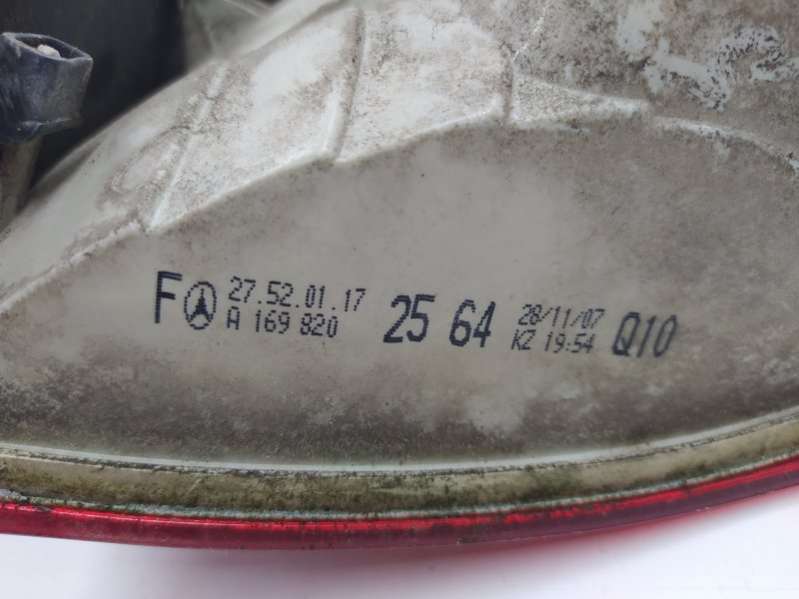 F 27.52.01.17
A 169 820 25 64 28/11/07
KZ 19:54 Q10